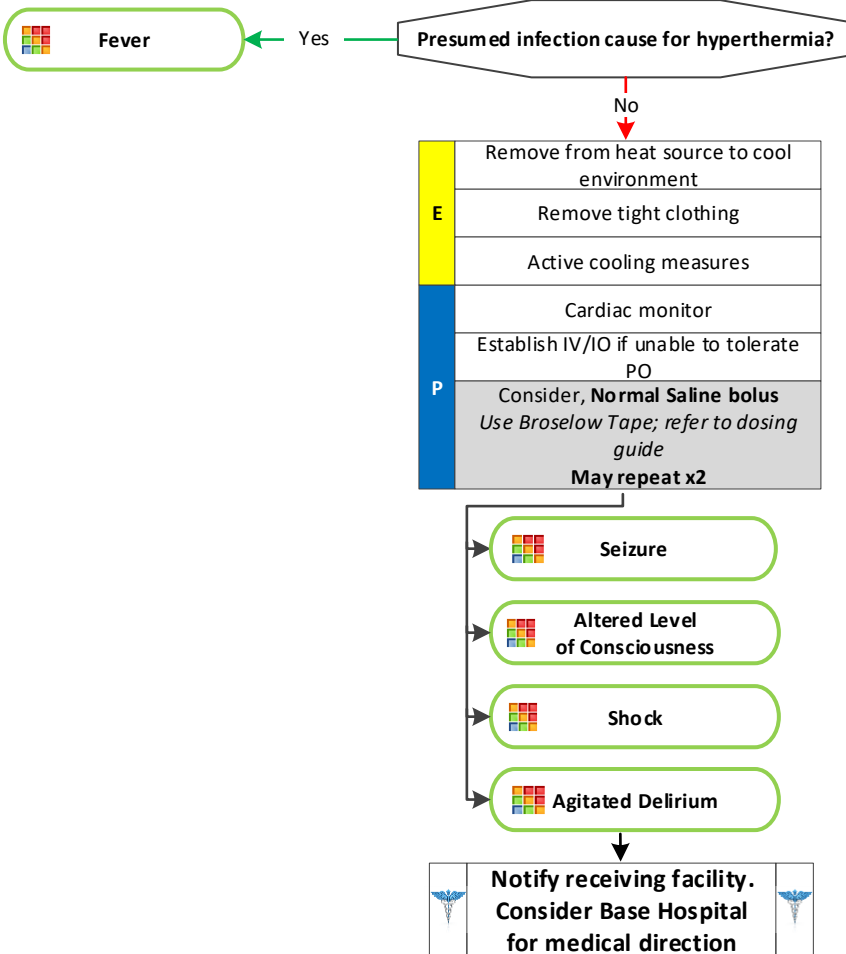 Fever
Yes
Presumed infection cause for hyperthermia?
No
E
Remove from heat source to cool
environment
Remove tight clothing
Active cooling measures
P
Cardiac monitor
Establish IV/IO if unable to tolerate
PO
Consider, Normal Saline bolus
Use Broselow Tape; refer to dosing
guide
May repeat x2
Seizure
Altered Level
of Consciousness
Shock
Agitated Delirium
Notify receiving facility.
Consider Base Hospital
for medical direction